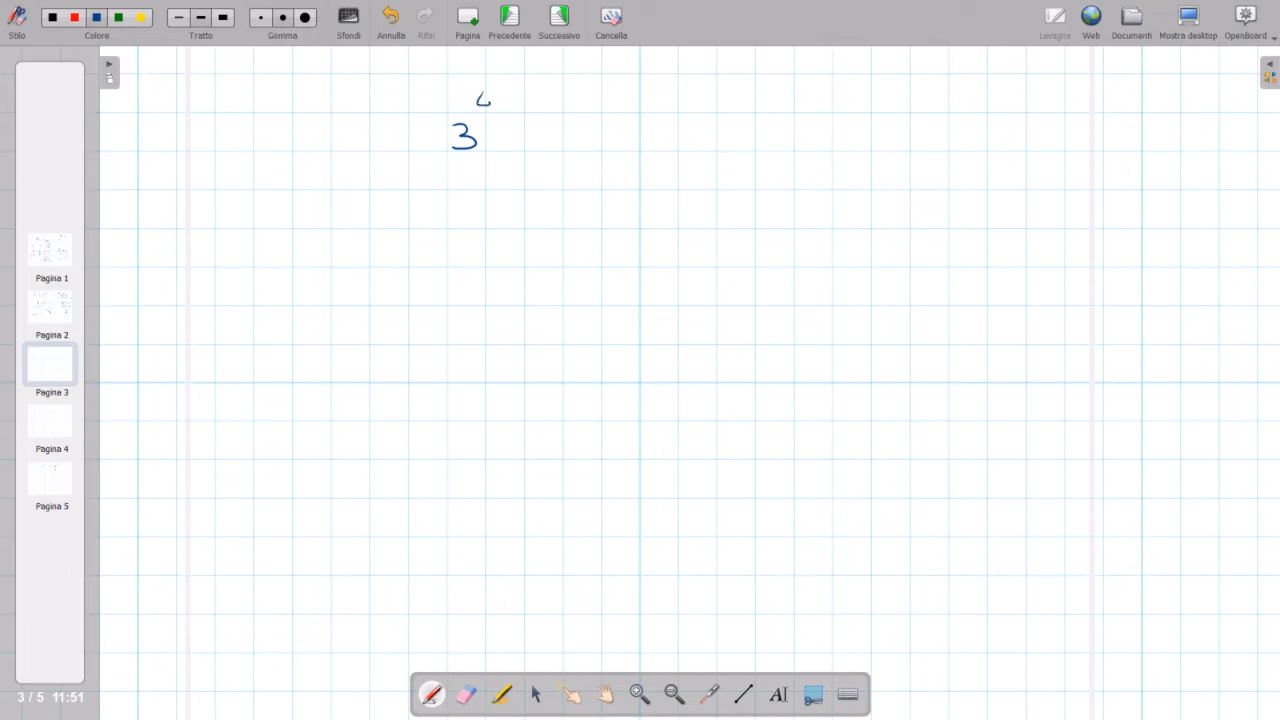 Stilo Colore Tratto Gomma Sfondi Annulla Rifai Pagine Precedente Successivo Cancella Lavagna Web Documenti Mostra desktop OpenBoard
3
Pagina 1
Pagina 2
Pagina 3
Pagina 4
Pagina 5
3 / 5 11:51
AI